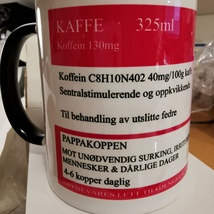 KAFFE 325ml
Koffein 130mg
Koffein C8H10N402 40mg/100g kaffe
Sentralstimulerende og oppkvikkende
Til behandling av utslitte fedre
PAPPAKOPPEN
MOT UNØDVENDIG SURKING,
MENNESKER & DÅRLIGE DAGER
4-6 kopper daglig